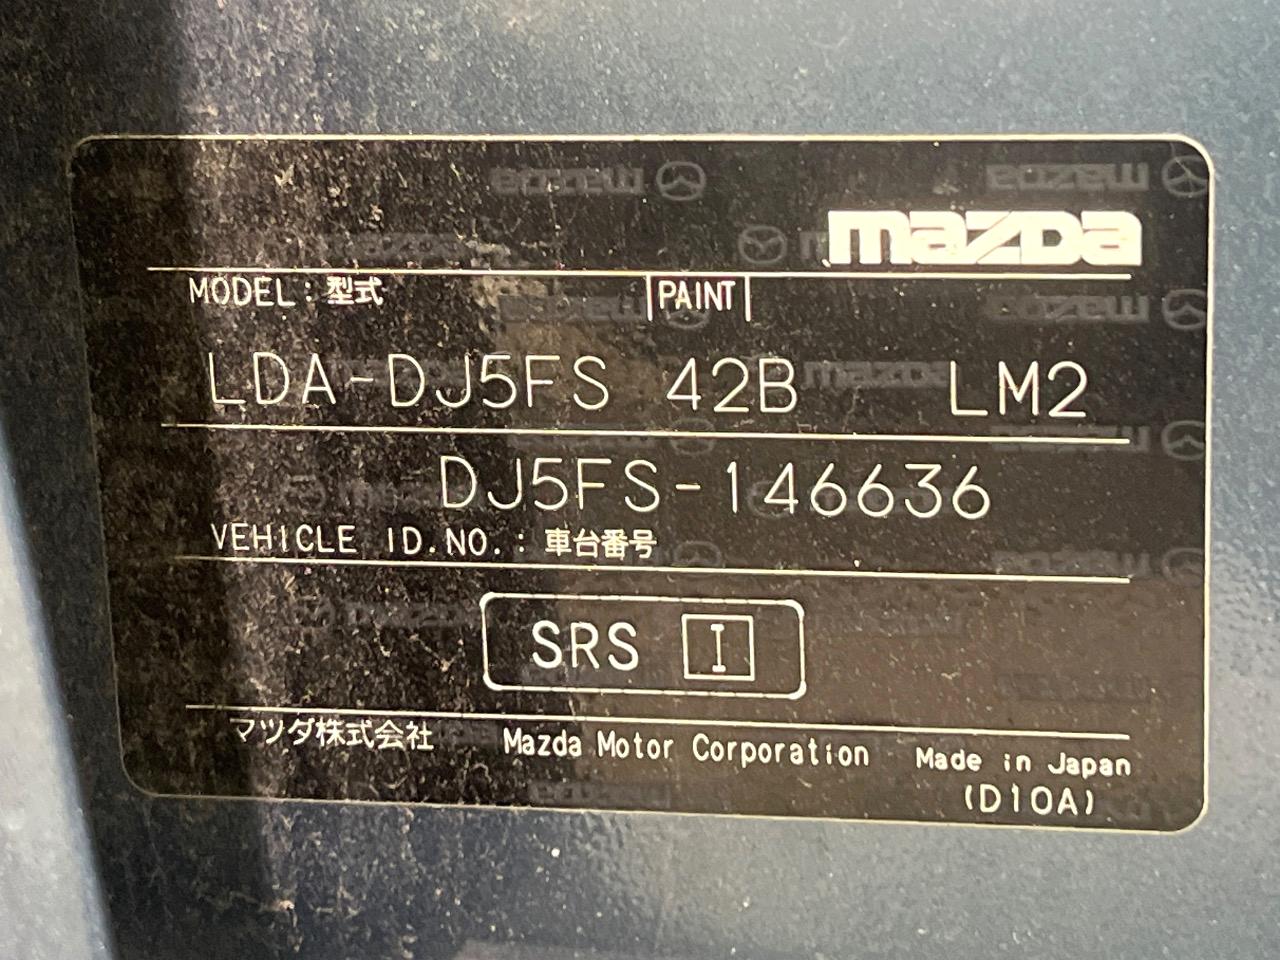 mazda
MODEL: 型式 PAINT
LDA-DJ5FS 42B LM2
DJ5FS-146636
VEHICLE ID.NO.: 車台番号
SRS I
マツダ株式会社 Mazda Motor Corporation Made in Japan
(D10A)